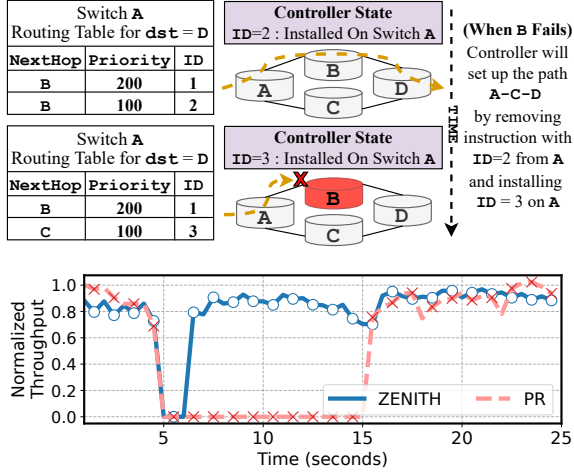 Switch A
Routing Table for dst = D
NextHop Priority ID
B 200 1
B 100 2
Controller State
ID=2 : Installed On Switch A
A
B
C
D
Switch A
Routing Table for dst = D
NextHop Priority ID
B 200 1
C 100 3
Controller State
ID=3 : Installed On Switch A
X
A
B
C
D
TIME
(When B Fails)
Controller will
set up the path
A-C-D
by removing
instruction with
ID=2 from A
and installing
ID = 3 on A
Normalized
Throughput
1.0
0.8
0.6
0.4
0.2
0.0
5 10 15 20 25
Time (seconds)
ZENITH PR